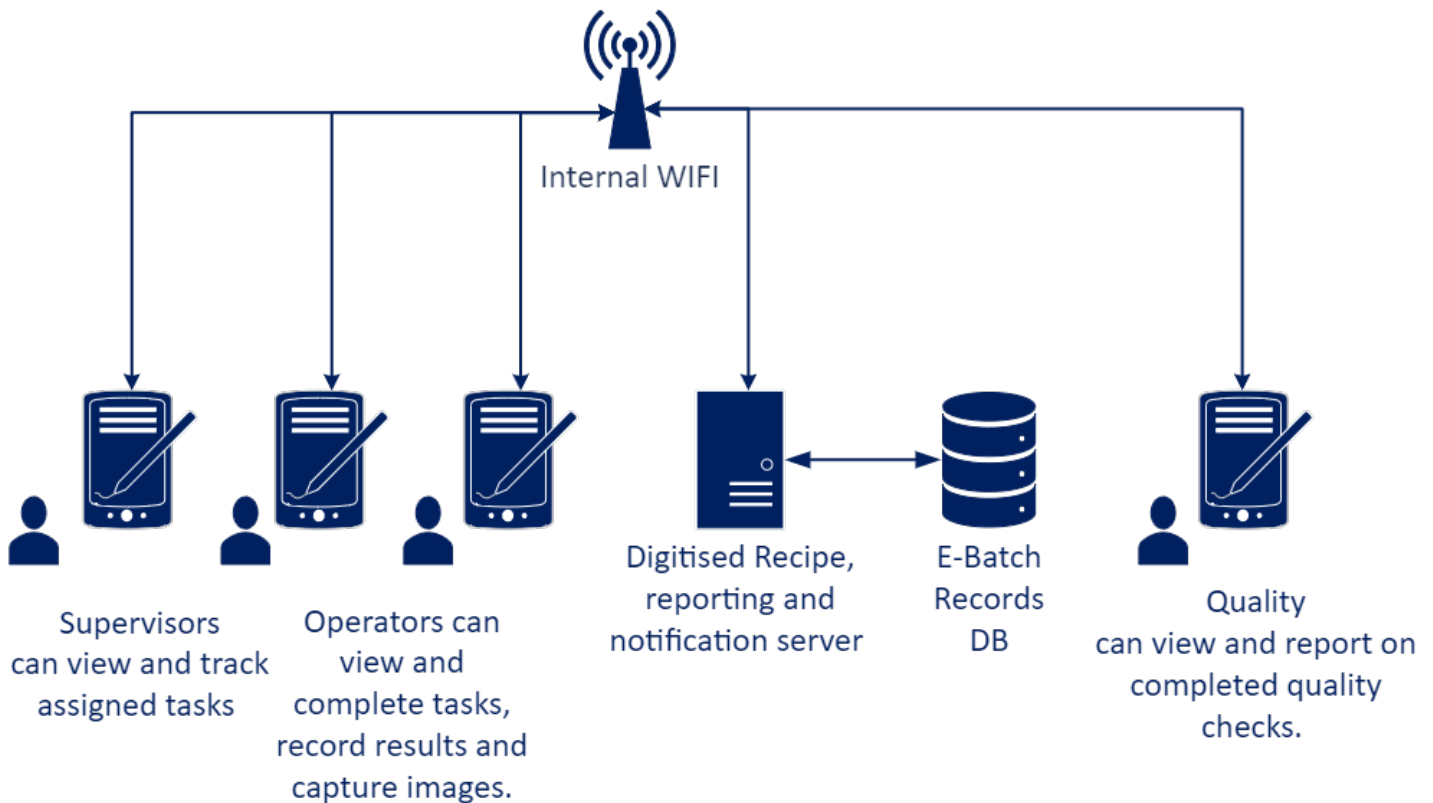 Internal WIFI
Supervisors
can view and track
assigned tasks
Operators can
view and
complete tasks,
record results and
capture images.
Digitised Recipe,
reporting and
notification server
E-Batch
Records
DB
Quality
can view and report on
completed quality
checks.